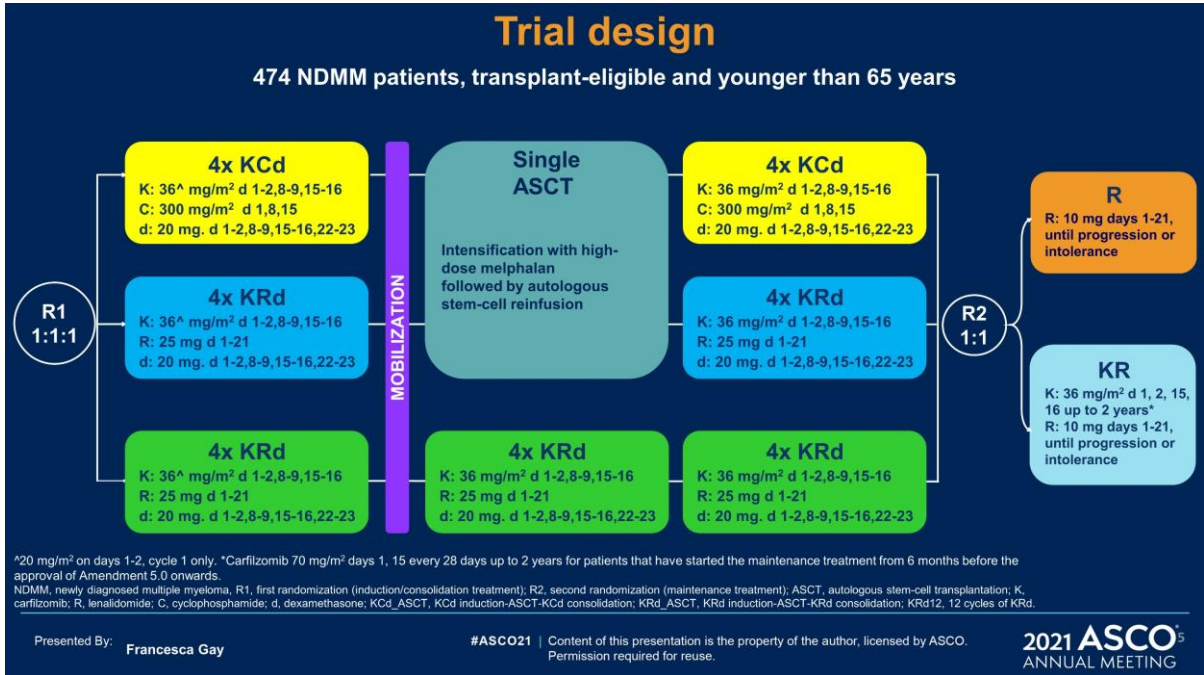 Trial design
474 NDMM patients, transplant-eligible and younger than 65 years
R1
1:1:1
4x KCd
K: 36^ mg/m² d 1-2,8-9,15-16
C: 300 mg/m² d 1,8,15
d: 20 mg. d 1-2,8-9,15-16,22-23
4x KRd
K: 36^ mg/m² d 1-2,8-9,15-16
R: 25 mg d 1-21
d: 20 mg. d 1-2,8-9,15-16,22-23
4x KRd
K: 36^ mg/m² d 1-2,8-9,15-16
R: 25 mg d 1-21
d: 20 mg. d 1-2,8-9,15-16,22-23
MOBILIZATION
Single
ASCT
Intensification with high-
dose melphalan
followed by autologous
stem-cell reinfusion
4x KRd
K: 36 mg/m² d 1-2,8-9,15-16
R: 25 mg d 1-21
d: 20 mg. d 1-2,8-9,15-16,22-23
4x KCd
K: 36 mg/m² d 1-2,8-9,15-16
C: 300 mg/m² d 1,8,15
d: 20 mg. d 1-2,8-9,15-16,22-23
4x KRd
K: 36 mg/m² d 1-2,8-9,15-16
R: 25 mg d 1-21
d: 20 mg. d 1-2,8-9,15-16,22-23
4x KRd
K: 36 mg/m² d 1-2,8-9,15-16
R: 25 mg d 1-21
d: 20 mg. d 1-2,8-9,15-16,22-23
R2
1:1
R
R: 10 mg days 1-21,
until progression or
intolerance
KR
K: 36 mg/m² d 1, 2, 15,
16 up to 2 years*
R: 10 mg days 1-21,
until progression or
intolerance
^20 mg/m² on days 1-2, cycle 1 only. *Carfilzomib 70 mg/m² days 1, 15 every 28 days up to 2 years for patients that have started the maintenance treatment from 6 months before the
approval of Amendment 5.0 onwards.
NDMM, newly diagnosed multiple myeloma, R1, first randomization (induction/consolidation treatment); R2, second randomization (maintenance treatment); ASCT, autologous stem-cell transplantation; K,
carfilzomib; R, lenalidomide; C, cyclophosphamide; d, dexamethasone; KCd_ASCT, KCd induction-ASCT-KCd consolidation; KRd_ASCT, KRd induction-ASCT-KRd consolidation; KRd12, 12 cycles of KRd.
Presented By: Francesca Gay
#ASCO21 | Content of this presentation is the property of the author, licensed by ASCO.
Permission required for reuse.
2021 ASCO
ANNUAL MEETING
5